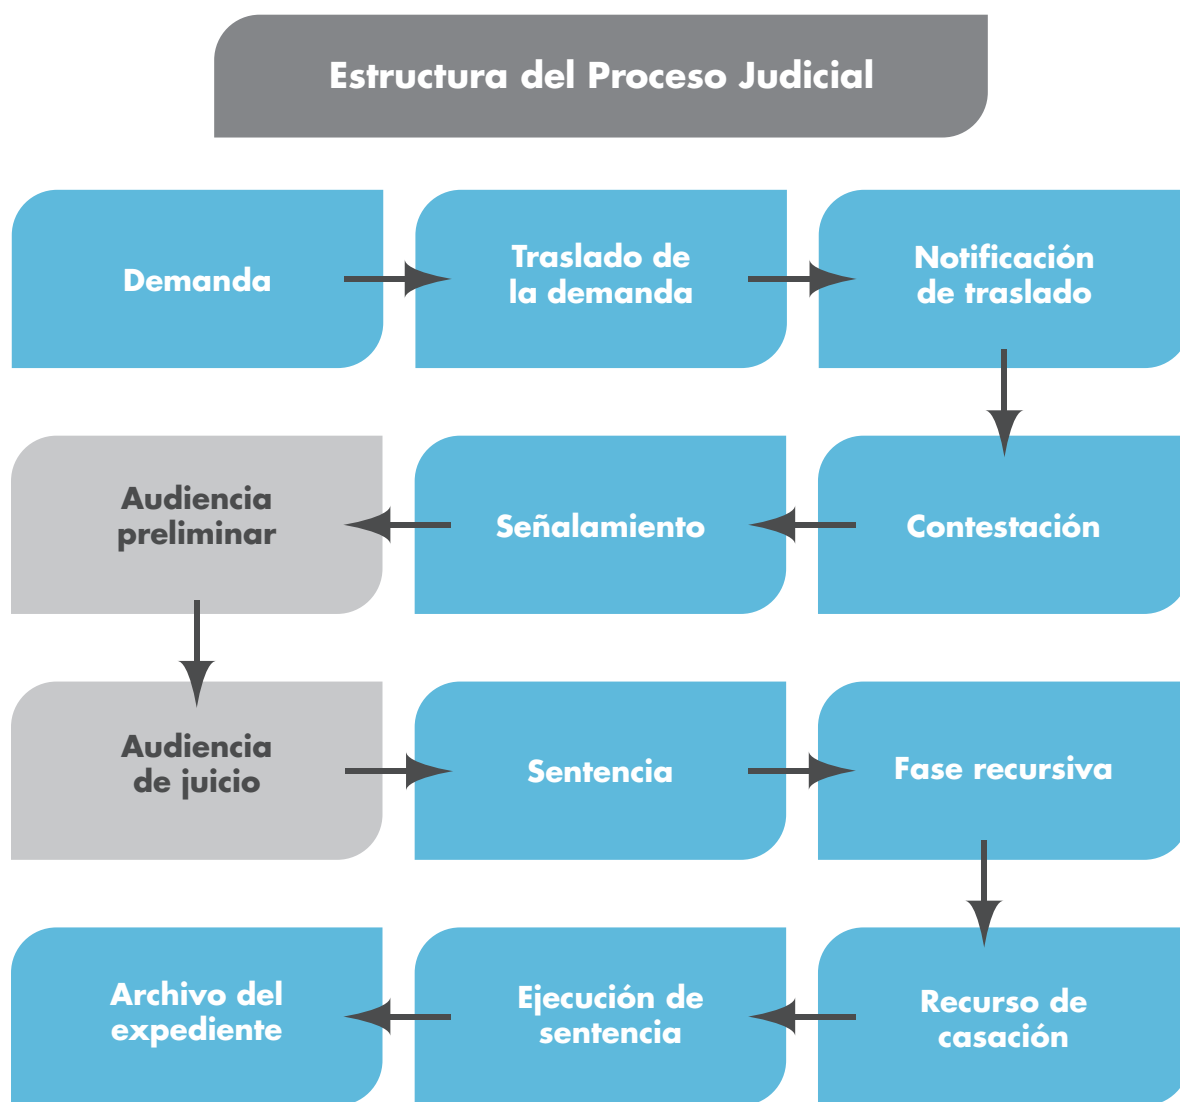 Estructura del Proceso Judicial
Demanda
Traslado de
la demanda
Notificación
de traslado
Contestación
Señalamiento
Audiencia
preliminar
Audiencia
de juicio
Sentencia
Fase recursiva
Recurso de
casación
Ejecución de
sentencia
Archivo del
expediente